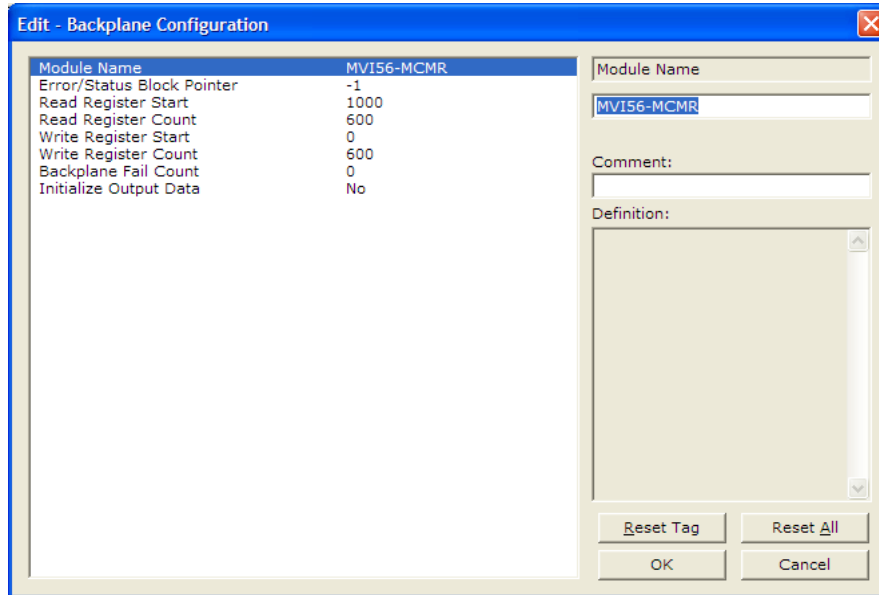 Edit - Backplane Configuration
Module Name MVI56-MCMR
Error/Status Block Pointer -1
Read Register Start 1000
Read Register Count 600
Write Register Start 0
Write Register Count 600
Backplane Fail Count 0
Initialize Output Data No
Module Name
MVI56-MCMR
Comment:
Definition:
Reset Tag Reset All
OK Cancel